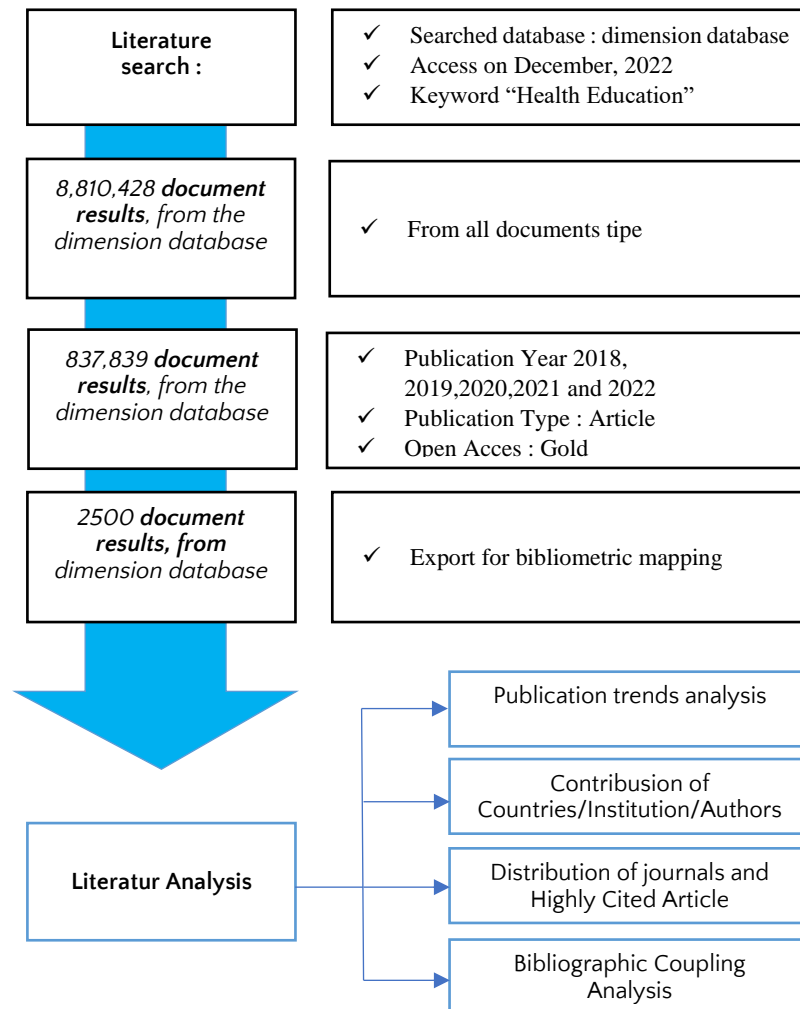 Literature
search :
✓ Searched database : dimension database
✓ Access on December, 2022
✓ Keyword “Health Education”
8,810,428 document
results, from the
dimension database
✓ From all documents tipe
837,839 document
results, from the
dimension database
✓ Publication Year 2018,
2019,2020,2021 and 2022
✓ Publication Type : Article
✓ Open Acces : Gold
2500 document
results, from
dimension database
✓ Export for bibliometric mapping
Literatur Analysis
Publication trends analysis
Contribusion of
Countries/Institution/Authors
Distribution of journals and
Highly Cited Article
Bibliographic Coupling
Analysis